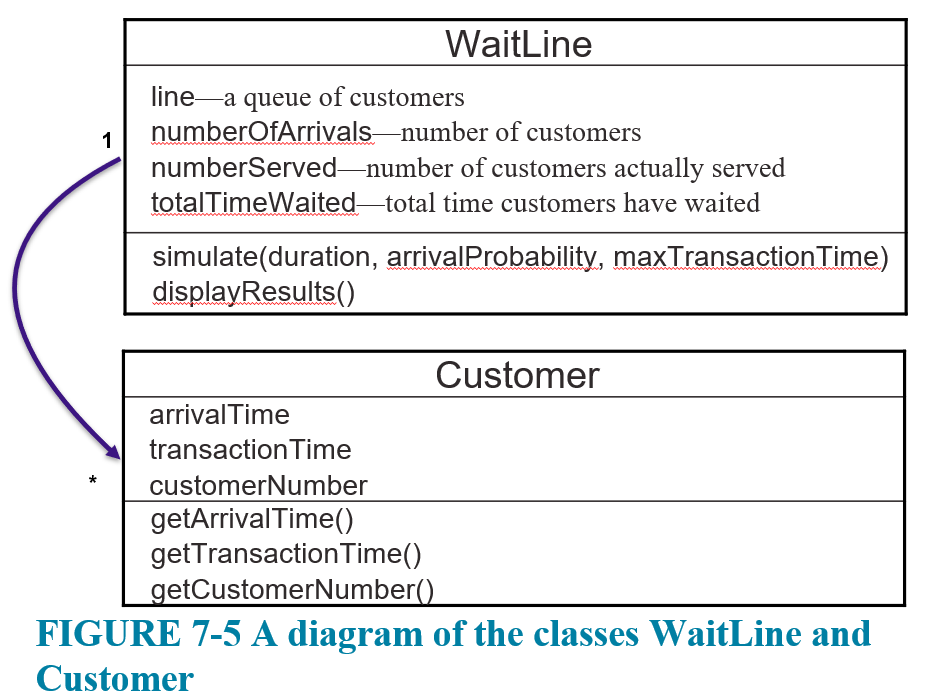 WaitLine
line—a queue of customers
1
numberOfArrivals—number of customers
numberServed—number of customers actually served
totalTimeWaited—total time customers have waited
simulate(duration, arrivalProbability, maxTransactionTime)
displayResults()
Customer
arrivalTime
transactionTime
*
customerNumber
getArrivalTime()
getTransactionTime()
getCustomerNumber()
FIGURE 7-5 A diagram of the classes WaitLine and
Customer